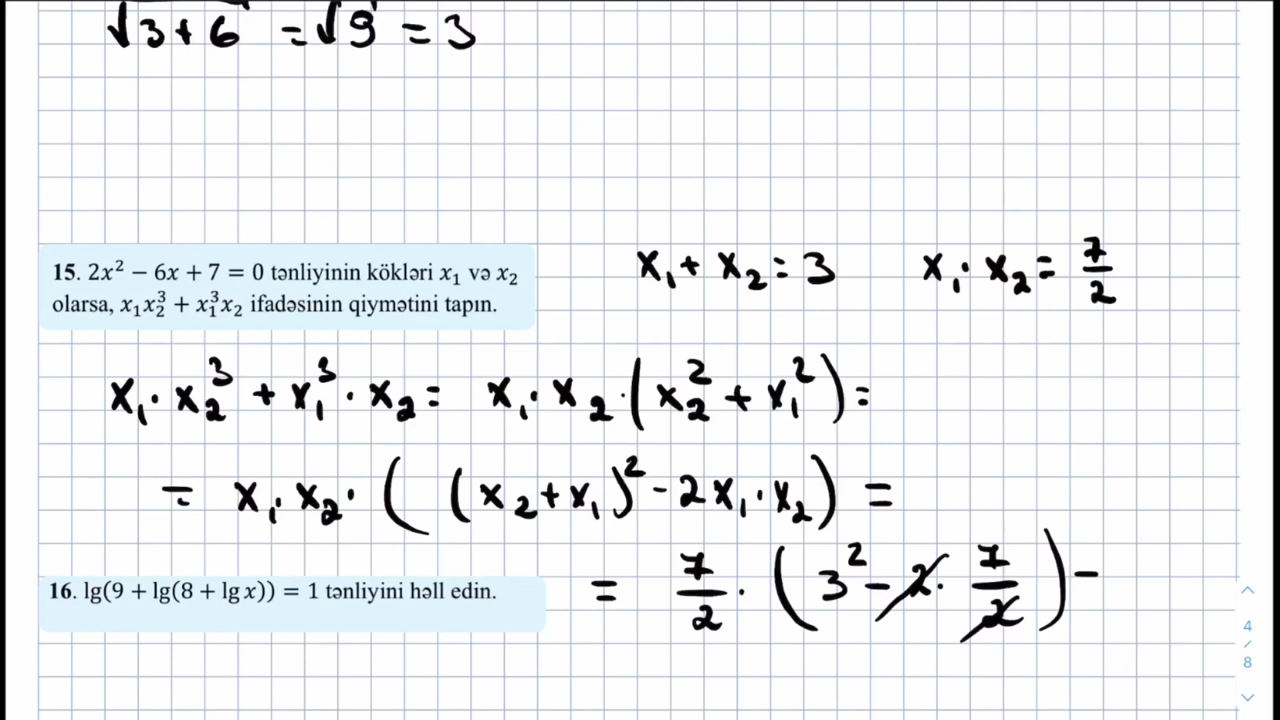 √3+6 = √9 = 3
15. 2x² − 6x + 7 = 0 tənliyinin kökləri x₁ və x₂
olarsa, x₁x₂³ + x₁³x₂ ifadəsinin qiymətini tapın.
x₁ + x₂ = 3
x₁ · x₂ = 7/2
x₁ · x₂³ + x₁³ · x₂ = x₁ · x₂ · (x₂² + x₁²) =
= x₁ · x₂ · ((x₂ + x₁)² − 2x₁ · x₂) =
16. lg(9 + lg(8 + lg x)) = 1 tənliyini həll edin.
= 7/2 · (3² − 2 · 7/2) −
4
/
8